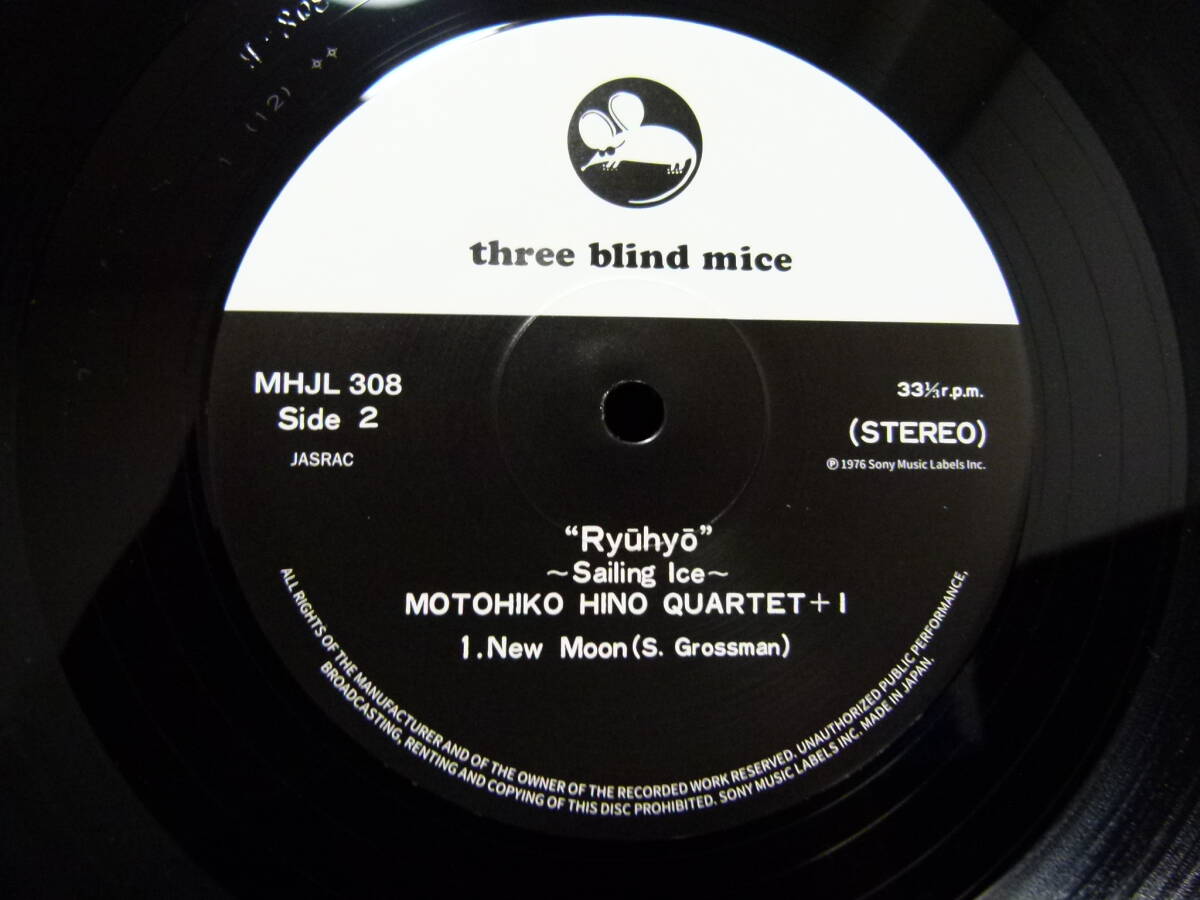 (12)
three blind mice
MHJL 308
Side 2
JASRAC
33⅓r.p.m.
(STEREO)
℗ 1976 Sony Music Labels Inc.
“Ryūhyō”
~Sailing Ice~
MOTOHIKO HINO QUARTET+1
1. New Moon (S. Grossman)
ALL RIGHTS OF THE MANUFACTURER AND OF THE OWNER OF THE RECORDED WORK RESERVED. UNAUTHORIZED PUBLIC PERFORMANCE,
BROADCASTING, RENTING AND COPYING OF THIS DISC PROHIBITED. SONY MUSIC LABELS INC. MADE IN JAPAN.